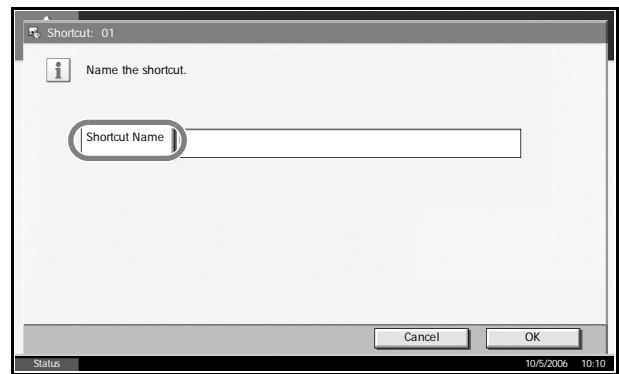 Shortcut: 01
Name the shortcut.
Shortcut Name
Cancel OK
Status 10/5/2006 10:10